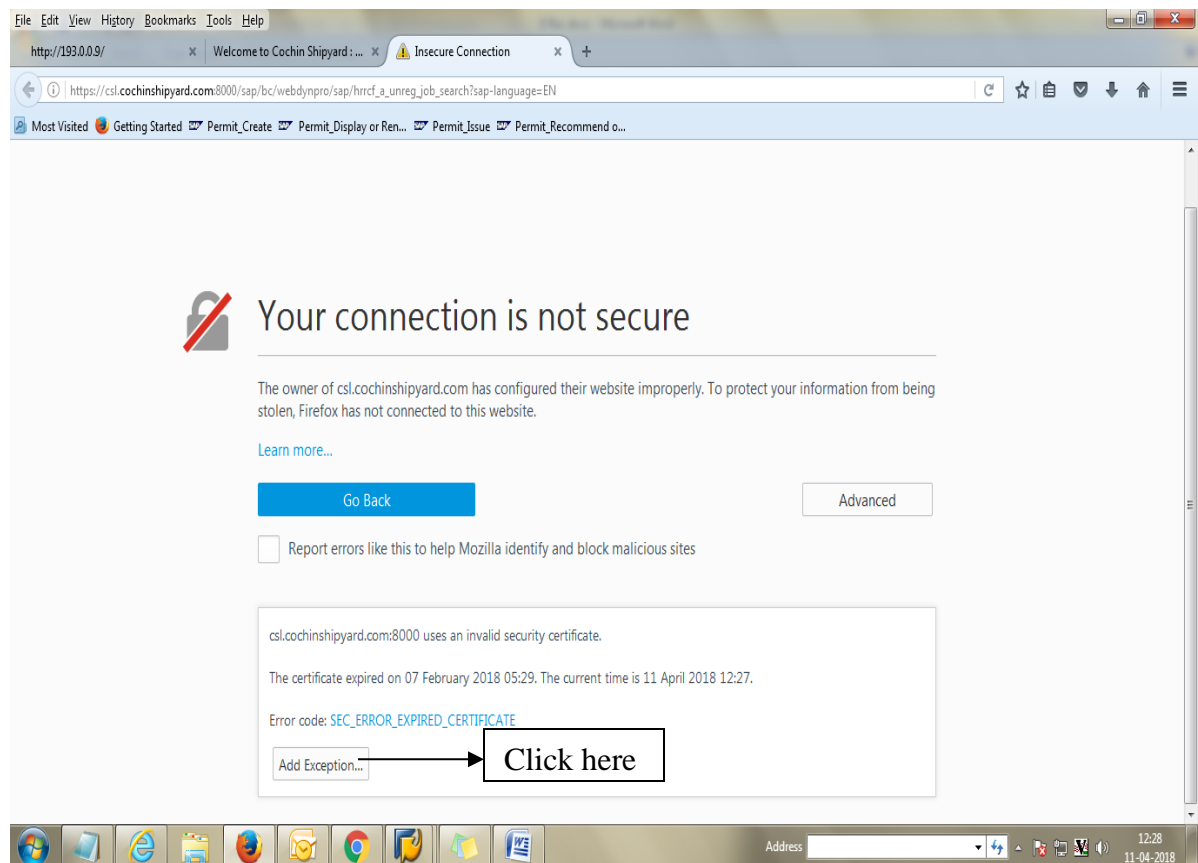 File Edit View History Bookmarks Tools Help
http://193.0.0.9/ × Welcome to Cochin Shipyard : ... × Insecure Connection × +
https://csl.cochinshipyard.com:8000/sap/bc/webdynpro/sap/hrrcf_a_unreg_job_search?sap-language=EN
Most Visited Getting Started Permit_Create Permit_Display or Ren... Permit_Issue Permit_Recommend o...
Your connection is not secure
The owner of csl.cochinshipyard.com has configured their website improperly. To protect your information from being
stolen, Firefox has not connected to this website.
Learn more...
Go Back Advanced
Report errors like this to help Mozilla identify and block malicious sites
csl.cochinshipyard.com:8000 uses an invalid security certificate.
The certificate expired on 07 February 2018 05:29. The current time is 11 April 2018 12:27.
Error code: SEC_ERROR_EXPIRED_CERTIFICATE
Add Exception... Click here
Address 12:28
11-04-2018